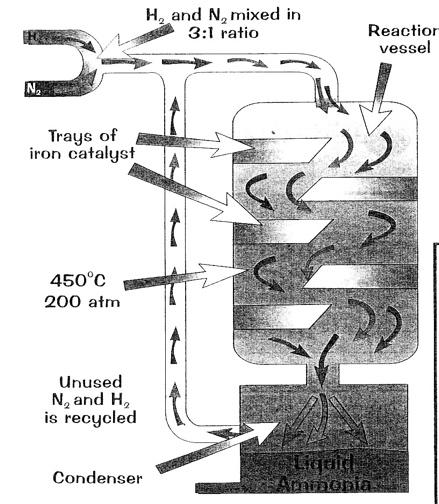 H₂ and N₂ mixed in
3:1 ratio
Reaction
vessel
H₂
N₂
Trays of
iron catalyst
450°C
200 atm
Unused
N₂ and H₂
is recycled
Condenser
Liquid
Ammonia